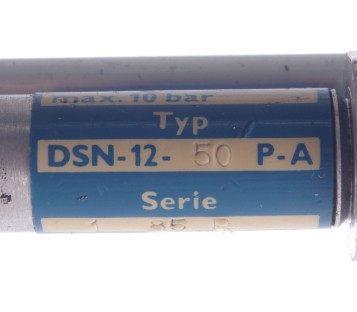 max. 10 bar
Typ
DSN-12- 50 P-A
Serie